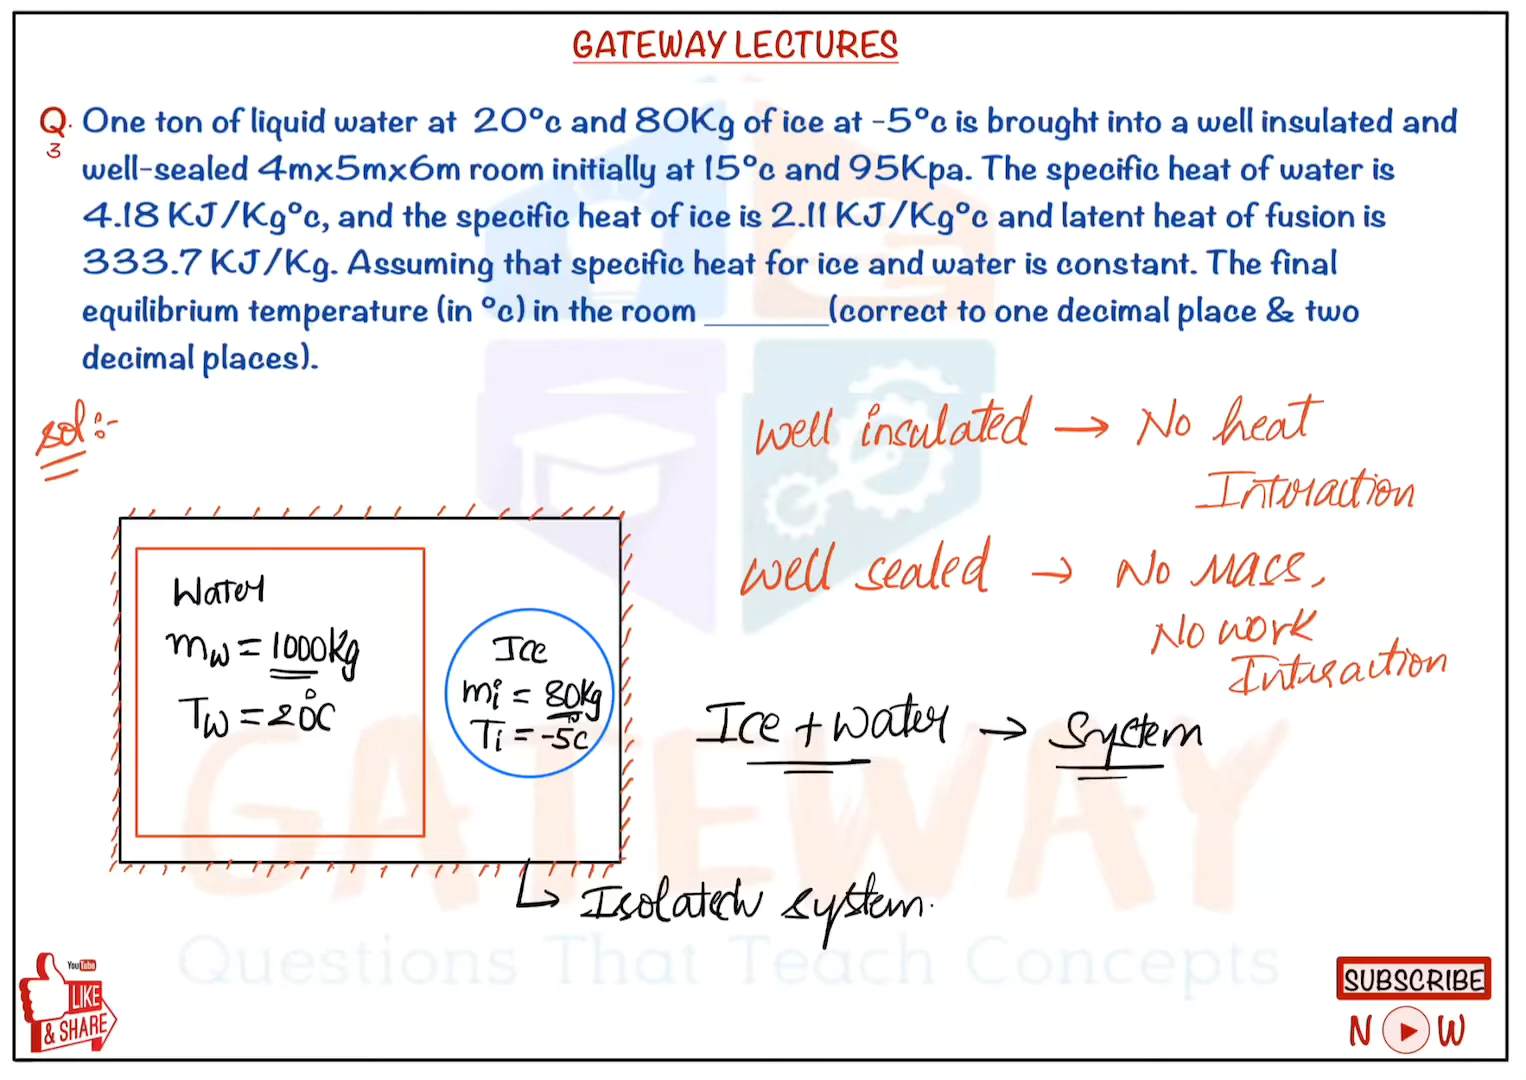 GATEWAY LECTURES
Q. One ton of liquid water at 20°c and 80Kg of ice at -5°c is brought into a well insulated and
3
well-sealed 4mx5mx6m room initially at 15°c and 95Kpa. The specific heat of water is
4.18 KJ/Kg°c, and the specific heat of ice is 2.11 KJ/Kg°c and latent heat of fusion is
333.7 KJ/Kg. Assuming that specific heat for ice and water is constant. The final
equilibrium temperature (in °c) in the room ______(correct to one decimal place & two
decimal places).
Sol:-
well insulated → No heat
Interaction
well sealed → No Mass,
No work
Interaction
Water
mw = 1000kg
Tw = 20°C
Ice
mi = 80kg
Ti = -5°C
Ice + water → System
↳ Isolated system.
GATEWAY
Questions That Teach Concepts
YouTube
LIKE
& SHARE
SUBSCRIBE
N W